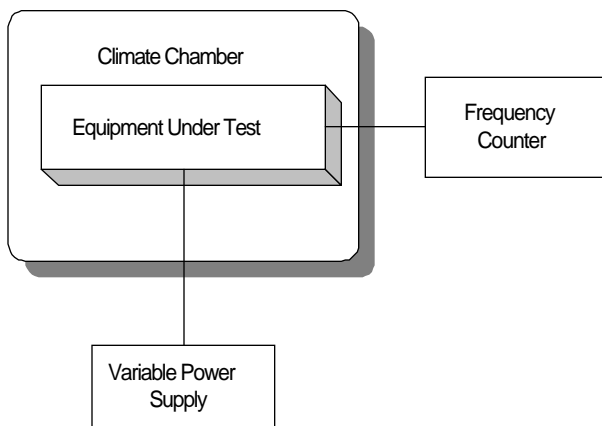 Climate Chamber
Equipment Under Test
Frequency
Counter
Variable Power
Supply